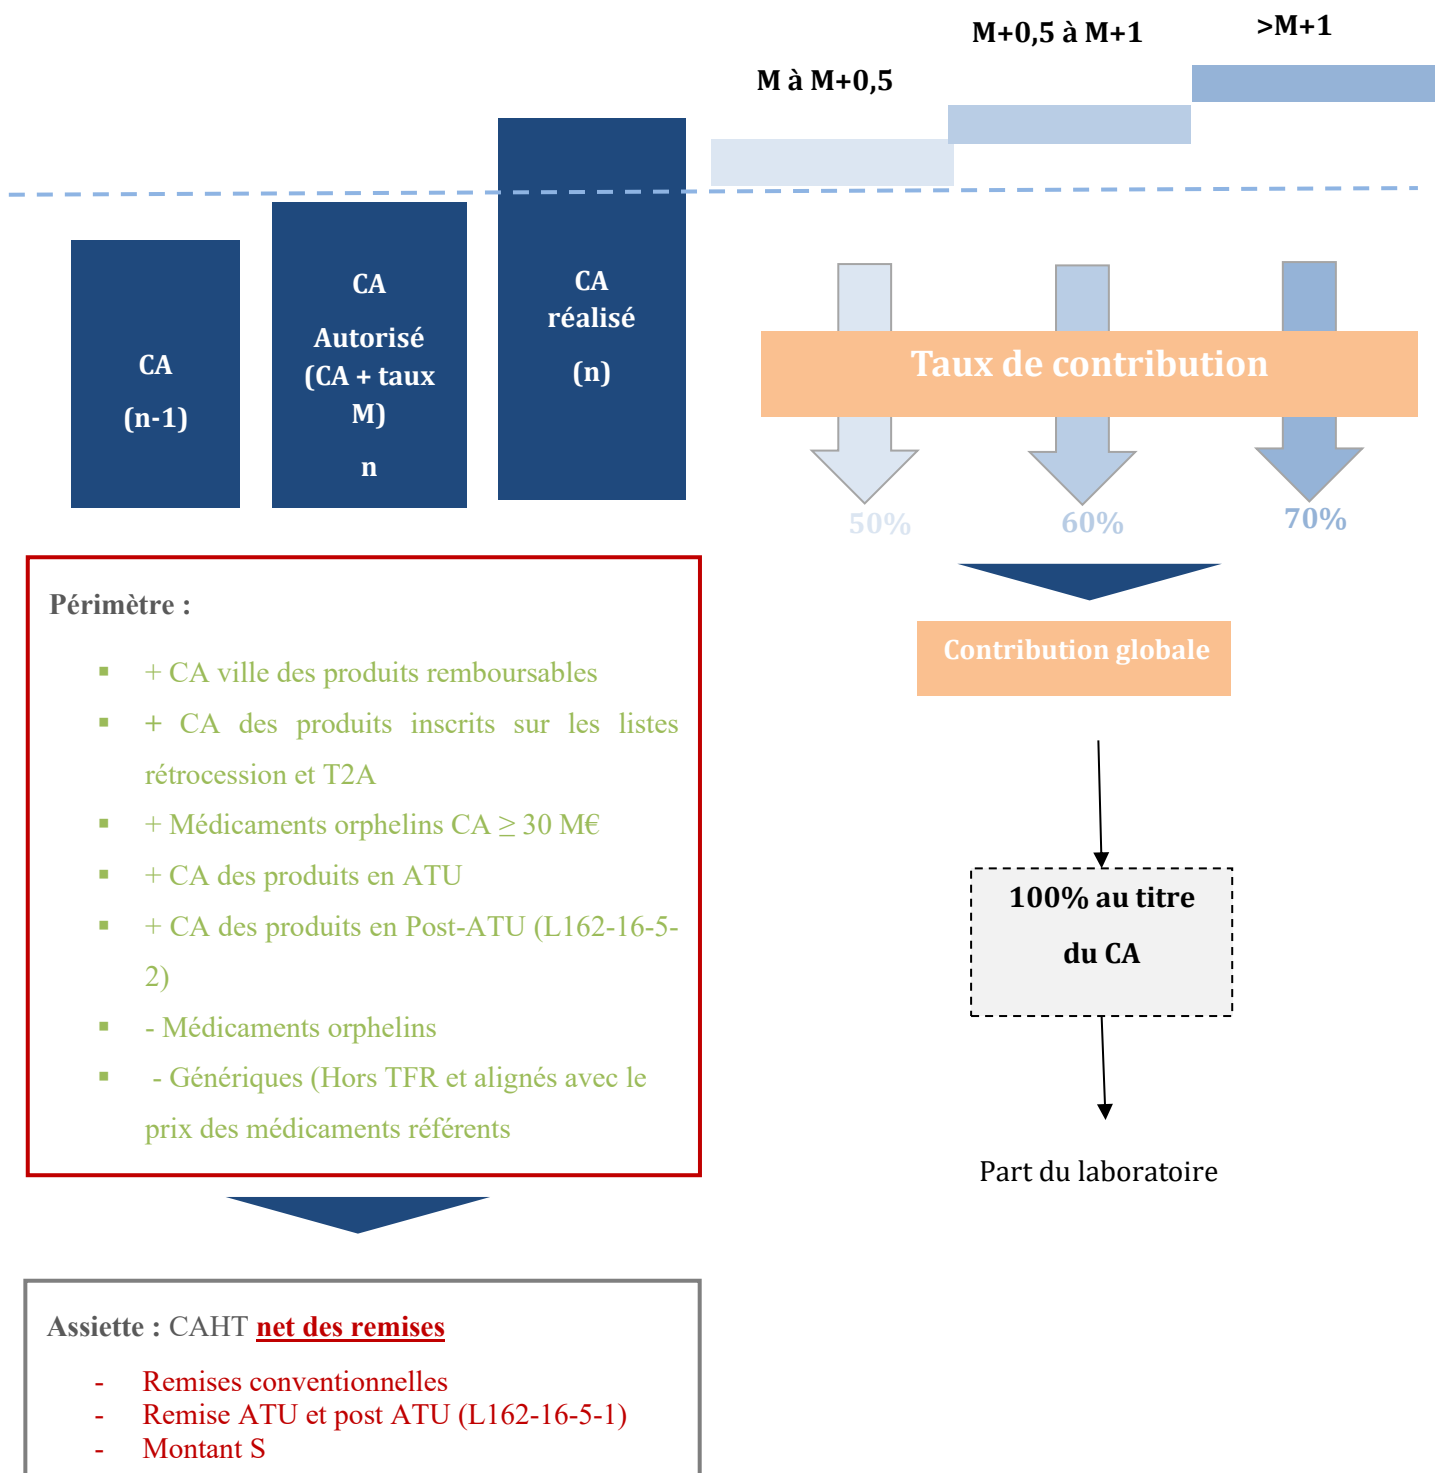 M à M+0,5
M+0,5 à M+1
>M+1
CA
(n-1)
CA
Autorisé
(CA + taux
M)
n
CA
réalisé
(n)
Taux de contribution
50%
60%
70%
Contribution globale
100% au titre
du CA
Part du laboratoire
Périmètre :
▪ + CA ville des produits remboursables
▪ + CA des produits inscrits sur les listes
rétrocession et T2A
▪ + Médicaments orphelins CA ≥ 30 M€
▪ + CA des produits en ATU
▪ + CA des produits en Post-ATU (L162-16-5-
2)
▪ - Médicaments orphelins
▪ - Génériques (Hors TFR et alignés avec le
prix des médicaments référents
Assiette : CAHT net des remises
- Remises conventionnelles
- Remise ATU et post ATU (L162-16-5-1)
- Montant S